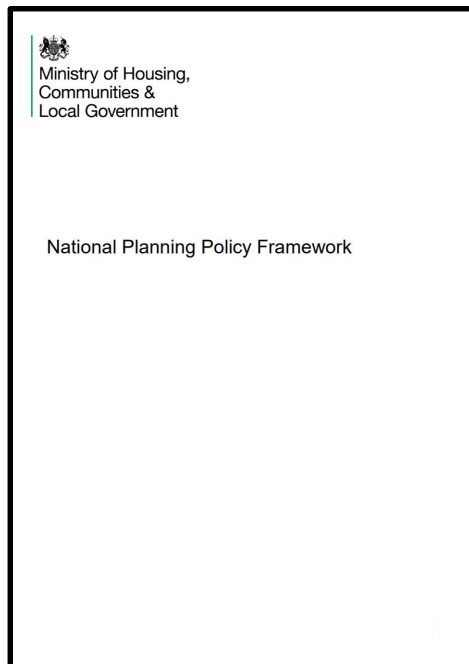 Ministry of Housing,
Communities &
Local Government
National Planning Policy Framework